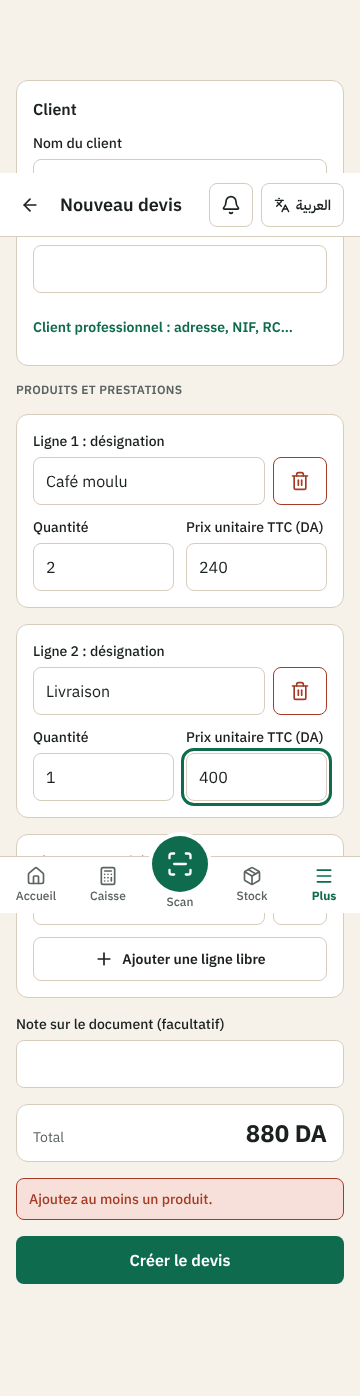 Client
Nom du client
Nouveau devis
العربية
Client professionnel : adresse, NIF, RC…
PRODUITS ET PRESTATIONS
Ligne 1 : désignation
Café moulu
Quantité
Prix unitaire TTC (DA)
2
240
Ligne 2 : désignation
Livraison
Quantité
Prix unitaire TTC (DA)
1
400
Accueil
Caisse
Scan
Stock
Plus
Ajouter une ligne libre
Note sur le document (facultatif)
Total
880 DA
Ajoutez au moins un produit.
Créer le devis